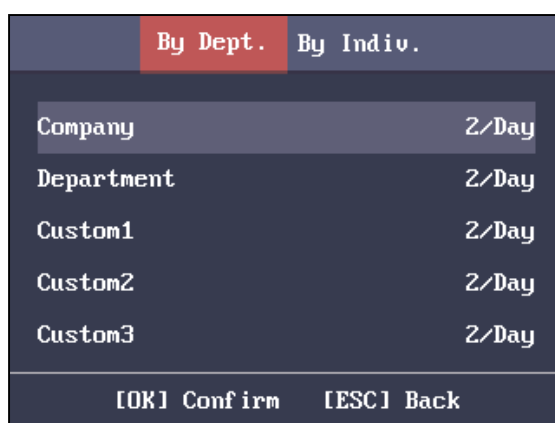 By Dept. By Indiv.
Company 2/Day
Department 2/Day
Custom1 2/Day
Custom2 2/Day
Custom3 2/Day
[OK] Confirm [ESC] Back